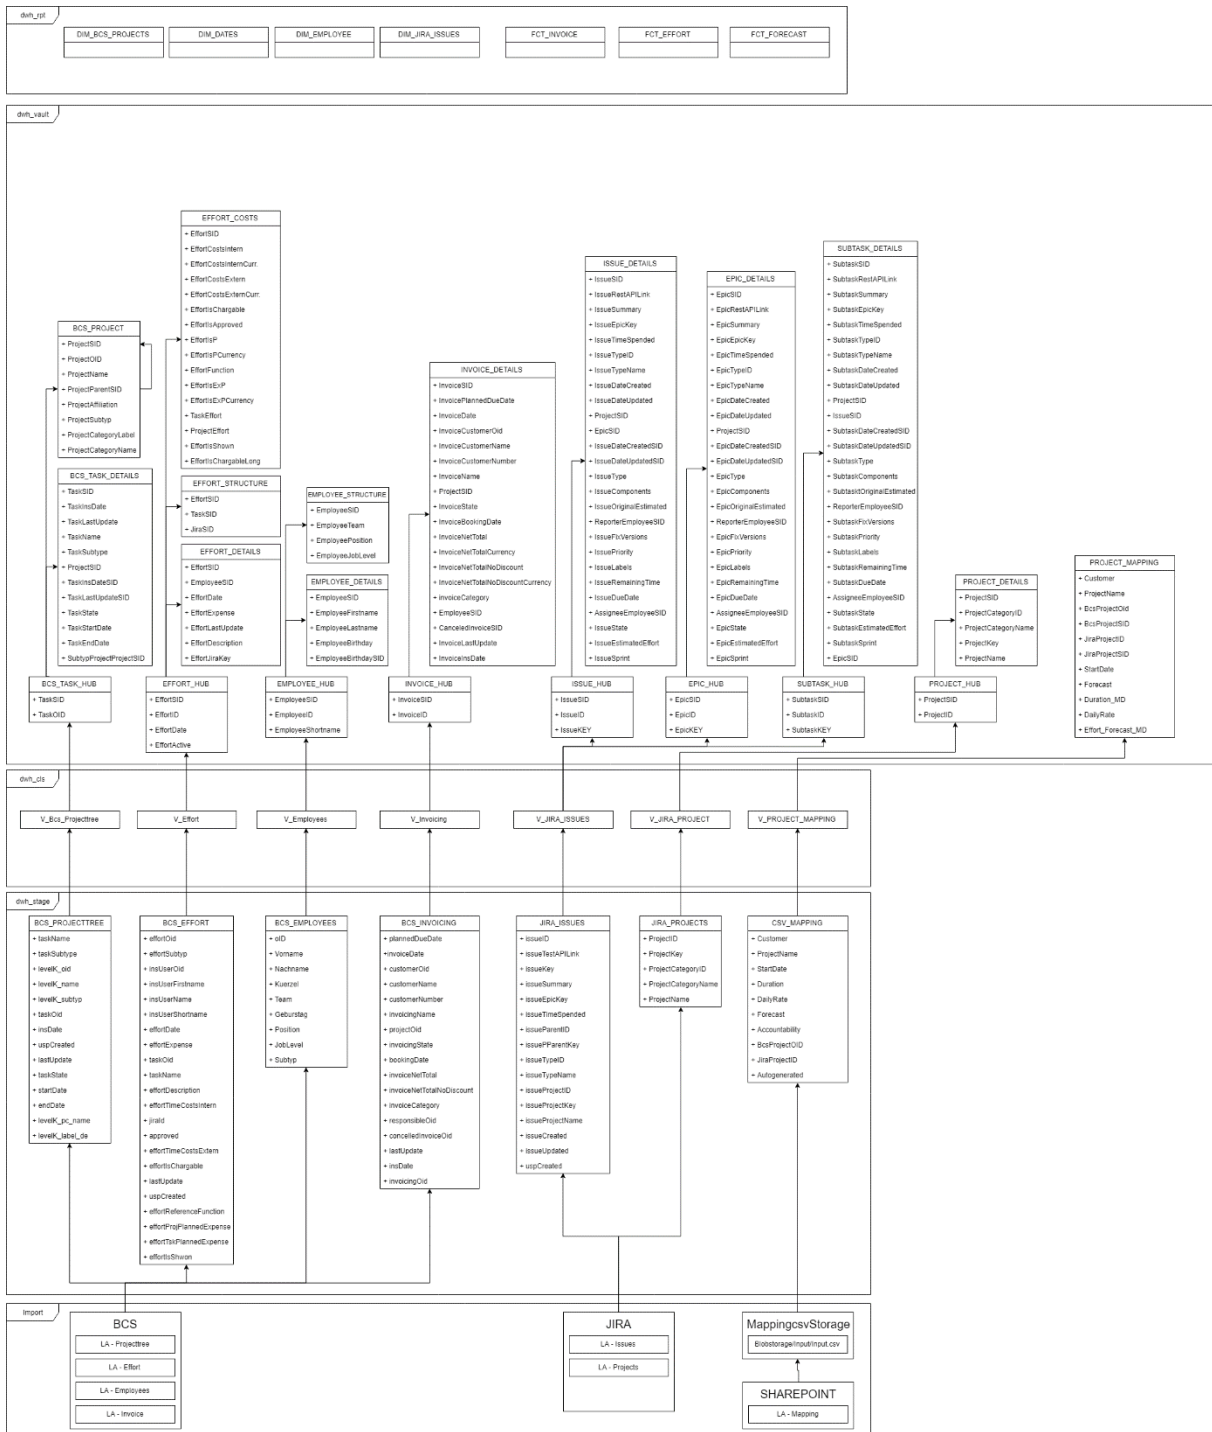 dwh_rpt
DIM_BCS_PROJECTS
DIM_DATES
DIM_EMPLOYEE
DIM_JIRA_ISSUES
FCT_INVOICE
FCT_EFFORT
FCT_FORECAST
dwh_vault
EFFORT_COSTS
+ EffortSID
+ EffortCostsIntern
+ EffortCostsInternCurr.
+ EffortCostsExtern
+ EffortCostsExternCurr.
+ EffortIsChargable
+ EffortIsApproved
+ EffortIsP
+ EffortIsPCurrency
+ EffortFunction
+ EffortIsExP
+ EffortIsExPCurrency
+ TaskEffort
+ ProjectEffort
+ EffortIsShown
+ EffortIsChargableLong
BCS_PROJECT
+ ProjectSID
+ ProjectOID
+ ProjectName
+ ProjectParentSID
+ ProjectAffiliation
+ ProjectSubtyp
+ ProjectCategoryLabel
+ ProjectCategoryName
BCS_TASK_DETAILS
+ TaskSID
+ TaskInsDate
+ TaskLastUpdate
+ TaskName
+ TaskSubtype
+ ProjectSID
+ TaskInsDateSID
+ TaskLastUpdateSID
+ TaskState
+ TaskStartDate
+ TaskEndDate
+ SubtypProjectProjectSID
EFFORT_STRUCTURE
+ EffortSID
+ TaskSID
+ JiraSID
EFFORT_DETAILS
+ EffortSID
+ EmployeeSID
+ EffortDate
+ EffortExpense
+ EffortLastUpdate
+ EffortDescription
+ EffortJiraKey
EMPLOYEE_STRUCTURE
+ EmployeeSID
+ EmployeeTeam
+ EmployeePosition
+ EmployeeJobLevel
EMPLOYEE_DETAILS
+ EmployeeSID
+ EmployeeFirstname
+ EmployeeLastname
+ EmployeeBirthday
+ EmployeeBirthdaySID
INVOICE_DETAILS
+ InvoiceSID
+ InvoicePlannedDueDate
+ InvoiceDate
+ InvoiceCustomerOid
+ InvoiceCustomerName
+ InvoiceCustomerNumber
+ InvoiceName
+ ProjectSID
+ InvoiceState
+ InvoiceBookingDate
+ InvoiceNetTotal
+ InvoiceNetTotalCurrency
+ InvoiceNetTotalNoDiscount
+ InvoiceNetTotalNoDiscountCurrency
+ invoiceCategory
+ EmployeeSID
+ CanceledInvoiceSID
+ InvoiceLastUpdate
+ InvoiceInsDate
ISSUE_DETAILS
+ IssueSID
+ IssueRestAPILink
+ IssueSummary
+ IssueEpicKey
+ IssueTimeSpended
+ IssueTypeID
+ IssueTypeName
+ IssueDateCreated
+ IssueDateUpdated
+ ProjectSID
+ EpicSID
+ IssueDateCreatedSID
+ IssueDateUpdatedSID
+ IssueType
+ IssueComponents
+ IssueOriginalEstimated
+ ReporterEmployeeSID
+ IssueFixVersions
+ IssuePriority
+ IssueLabels
+ IssueRemainingTime
+ IssueDueDate
+ AssigneeEmployeeSID
+ IssueState
+ IssueEstimatedEffort
+ IssueSprint
EPIC_DETAILS
+ EpicSID
+ EpicRestAPILink
+ EpicSummary
+ EpicEpicKey
+ EpicTimeSpended
+ EpicTypeID
+ EpicTypeName
+ EpicDateCreated
+ EpicDateUpdated
+ ProjectSID
+ EpicDateCreatedSID
+ EpicDateUpdatedSID
+ EpicType
+ EpicComponents
+ EpicOriginalEstimated
+ ReporterEmployeeSID
+ EpicFixVersions
+ EpicPriority
+ EpicLabels
+ EpicRemainingTime
+ EpicDueDate
+ AssigneeEmployeeSID
+ EpicState
+ EpicEstimatedEffort
+ EpicSprint
SUBTASK_DETAILS
+ SubtaskSID
+ SubtaskRestAPILink
+ SubtaskSummary
+ SubtaskEpicKey
+ SubtaskTimeSpended
+ SubtaskTypeID
+ SubtaskTypeName
+ SubtaskDateCreated
+ SubtaskDateUpdated
+ ProjectSID
+ IssueSID
+ SubtaskDateCreatedSID
+ SubtaskDateUpdatedSID
+ SubtaskType
+ SubtaskComponents
+ SubtasktOriginalEstimated
+ ReporterEmployeeSID
+ SubtaskFixVersions
+ SubtaskPriority
+ SubtaskLabels
+ SubtaskRemainingTime
+ SubtaskDueDate
+ AssigneeEmployeeSID
+ SubtaskState
+ SubtaskEstimatedEffort
+ SubtaskSprint
+ EpicSID
PROJECT_DETAILS
+ ProjectSID
+ ProjectCategoryID
+ ProjectCategoryName
+ ProjectKey
+ ProjectName
PROJECT_MAPPING
+ Customer
+ ProjectName
+ BcsProjectOid
+ BcsProjectSID
+ JiraProjectID
+ JiraProjectSID
+ StartDate
+ Forecast
+ Duration_MD
+ DailyRate
+ Effort_Forecast_MD
BCS_TASK_HUB
+ TaskSID
+ TaskOID
EFFORT_HUB
+ EffortSID
+ EffortID
+ EffortDate
+ EffortActive
EMPLOYEE_HUB
+ EmployeeSID
+ EmployeeID
+ EmployeeShortname
INVOICE_HUB
+ InvoiceSID
+ InvoiceID
ISSUE_HUB
+ IssueSID
+ IssueID
+ IssueKEY
EPIC_HUB
+ EpicSID
+ EpicID
+ EpicKEY
SUBTASK_HUB
+ SubtaskSID
+ SubtaskID
+ SubtaskKEY
PROJECT_HUB
+ ProjectSID
+ ProjectID
dwh_cls
V_Bcs_Projecttree
V_Effort
V_Employees
V_Invoicing
V_JIRA_ISSUES
V_JIRA_PROJECT
V_PROJECT_MAPPING
dwh_stage
BCS_PROJECTTREE
+ taskName
+ taskSubtype
+ levelK_oid
+ levelK_name
+ levelK_subtyp
+ taskOid
+ insDate
+ uspCreated
+ lastUpdate
+ taskState
+ startDate
+ endDate
+ levelK_pc_name
+ levelK_label_de
BCS_EFFORT
+ effortOid
+ effortSubtyp
+ insUserOid
+ insUserFirstname
+ insUserName
+ insUserShortname
+ effortDate
+ effortExpense
+ taskOid
+ taskName
+ effortDescription
+ effortTimeCostsIntern
+ jiraId
+ approved
+ effortTimeCostsExtern
+ effortIsChargable
+ lastUpdate
+ uspCreated
+ effortReferenceFunction
+ effortProjPlannedExpense
+ effortTskPlannedExpense
+ effortIsShwon
BCS_EMPLOYEES
+ oID
+ Vorname
+ Nachname
+ Kuerzel
+ Team
+ Geburstag
+ Position
+ JobLevel
+ Subtyp
BCS_INVOICING
+ plannedDueDate
+invoiceDate
+ customerOid
+ customerName
+ customerNumber
+ invoicingName
+ projectOid
+ invoicingState
+ bookingDate
+ invoiceNetTotal
+ invoiceNetTotalNoDiscount
+ invoiceCategory
+ responsibleOid
+ cancelledInvoiceOid
+ lastUpdate
+ insDate
+ invoicingOid
JIRA_ISSUES
+ issueID
+ issueTestAPILink
+ issueKey
+ issueSummary
+ issueEpicKey
+ issueTimeSpended
+ issueParentID
+ issuePParentKey
+ issueTypeID
+ issueTypeName
+ issueProjectID
+ issueProjectKey
+ issueProjectName
+ issueCreated
+ issueUpdated
+ uspCreated
JIRA_PROJECTS
+ ProjectID
+ ProjectKey
+ ProjectCategoryID
+ ProjectCategoryName
+ ProjectName
CSV_MAPPING
+ Customer
+ ProjectName
+ StartDate
+ Duration
+ DailyRate
+ Forecast
+ Accountability
+ BcsProjectOID
+ JiraProjectID
+ Autogenerated
Import
BCS
LA - Projecttree
LA - Effort
LA - Employees
LA - Invoice
JIRA
LA - Issues
LA - Projects
MappingcsvStorage
Blobstorage/input/input.csv
SHAREPOINT
LA - Mapping